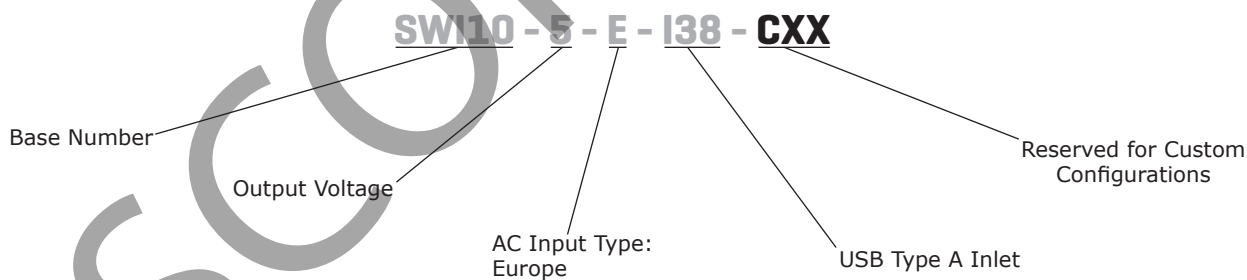 SWI10 - 5 - E - I38 - CXX
Base Number
Output Voltage
AC Input Type:
Europe
USB Type A Inlet
Reserved for Custom
Configurations
SCO